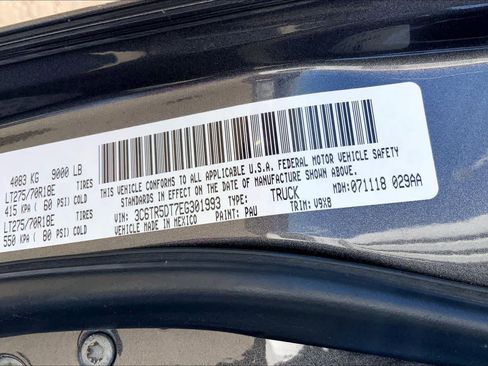 4083 KG 9000 LB
LT275/70R18E TIRES
415 KPA ( 60 PSI) COLD
LT275/70R18E TIRES
550 KPA ( 80 PSI) COLD
THIS VEHICLE CONFORMS TO ALL APPLICABLE U.S.A. FEDERAL MOTOR VEHICLE SAFETY
STANDARDS IN EFFECT ON THE DATE OF MANUFACTURE SHOWN ABOVE
VIN: 3C6TR5DT7EG301993 TYPE: TRUCK MDH: 071118 029AA
VEHICLE MADE IN MEXICO PAINT: PAU TRIM: V9X8